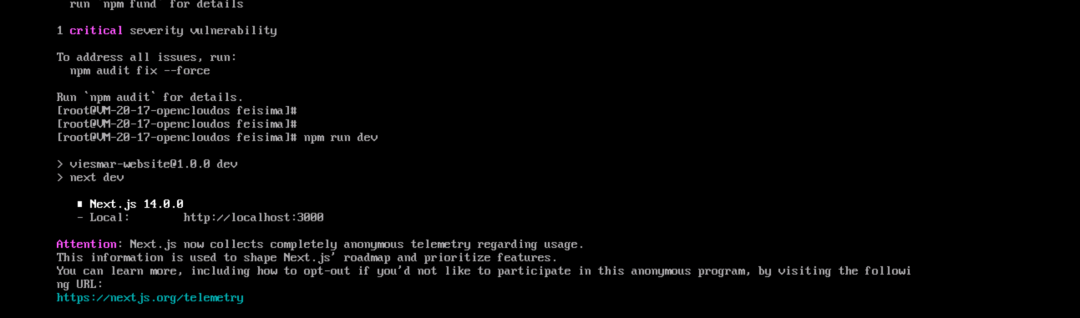 run `npm fund` for details
1 critical severity vulnerability
To address all issues, run:
npm audit fix --force
Run `npm audit` for details.
[root@VM-20-17-opencloudos feisima]#
[root@VM-20-17-opencloudos feisima]#
[root@VM-20-17-opencloudos feisima]# npm run dev
> viesmar-website@1.0.0 dev
> next dev
Next.js 14.0.0
- Local: http://localhost:3000
Attention: Next.js now collects completely anonymous telemetry regarding usage.
This information is used to shape Next.js' roadmap and prioritize features.
You can learn more, including how to opt-out if you'd not like to participate in this anonymous program, by visiting the followi
ng URL:
https://nextjs.org/telemetry